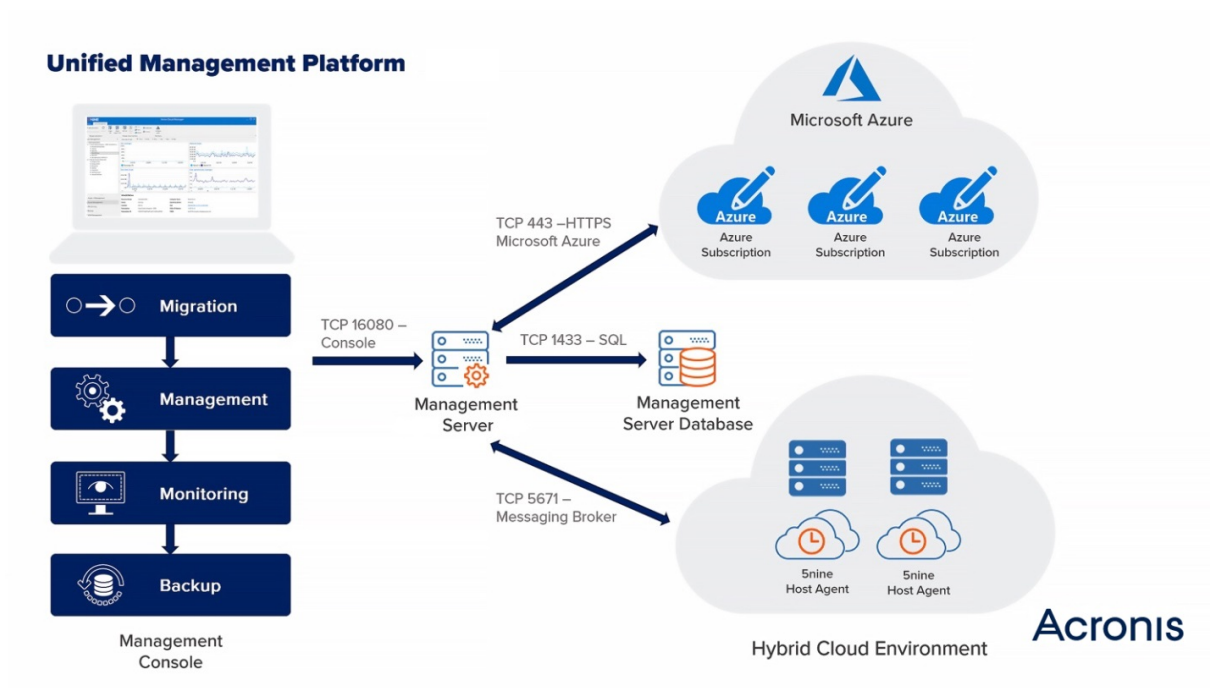 Unified Management Platform
Microsoft Azure
Azure
Azure
Azure
Azure
Subscription
Azure
Subscription
Azure
Subscription
TCP 443 –HTTPS
Microsoft Azure
Migration
TCP 16080 –
Console
TCP 1433 – SQL
Management
Management
Server
Management
Server Database
Monitoring
TCP 5671 –
Messaging Broker
Backup
5nine
Host Agent
5nine
Host Agent
Management
Console
Hybrid Cloud Environment
Acronis